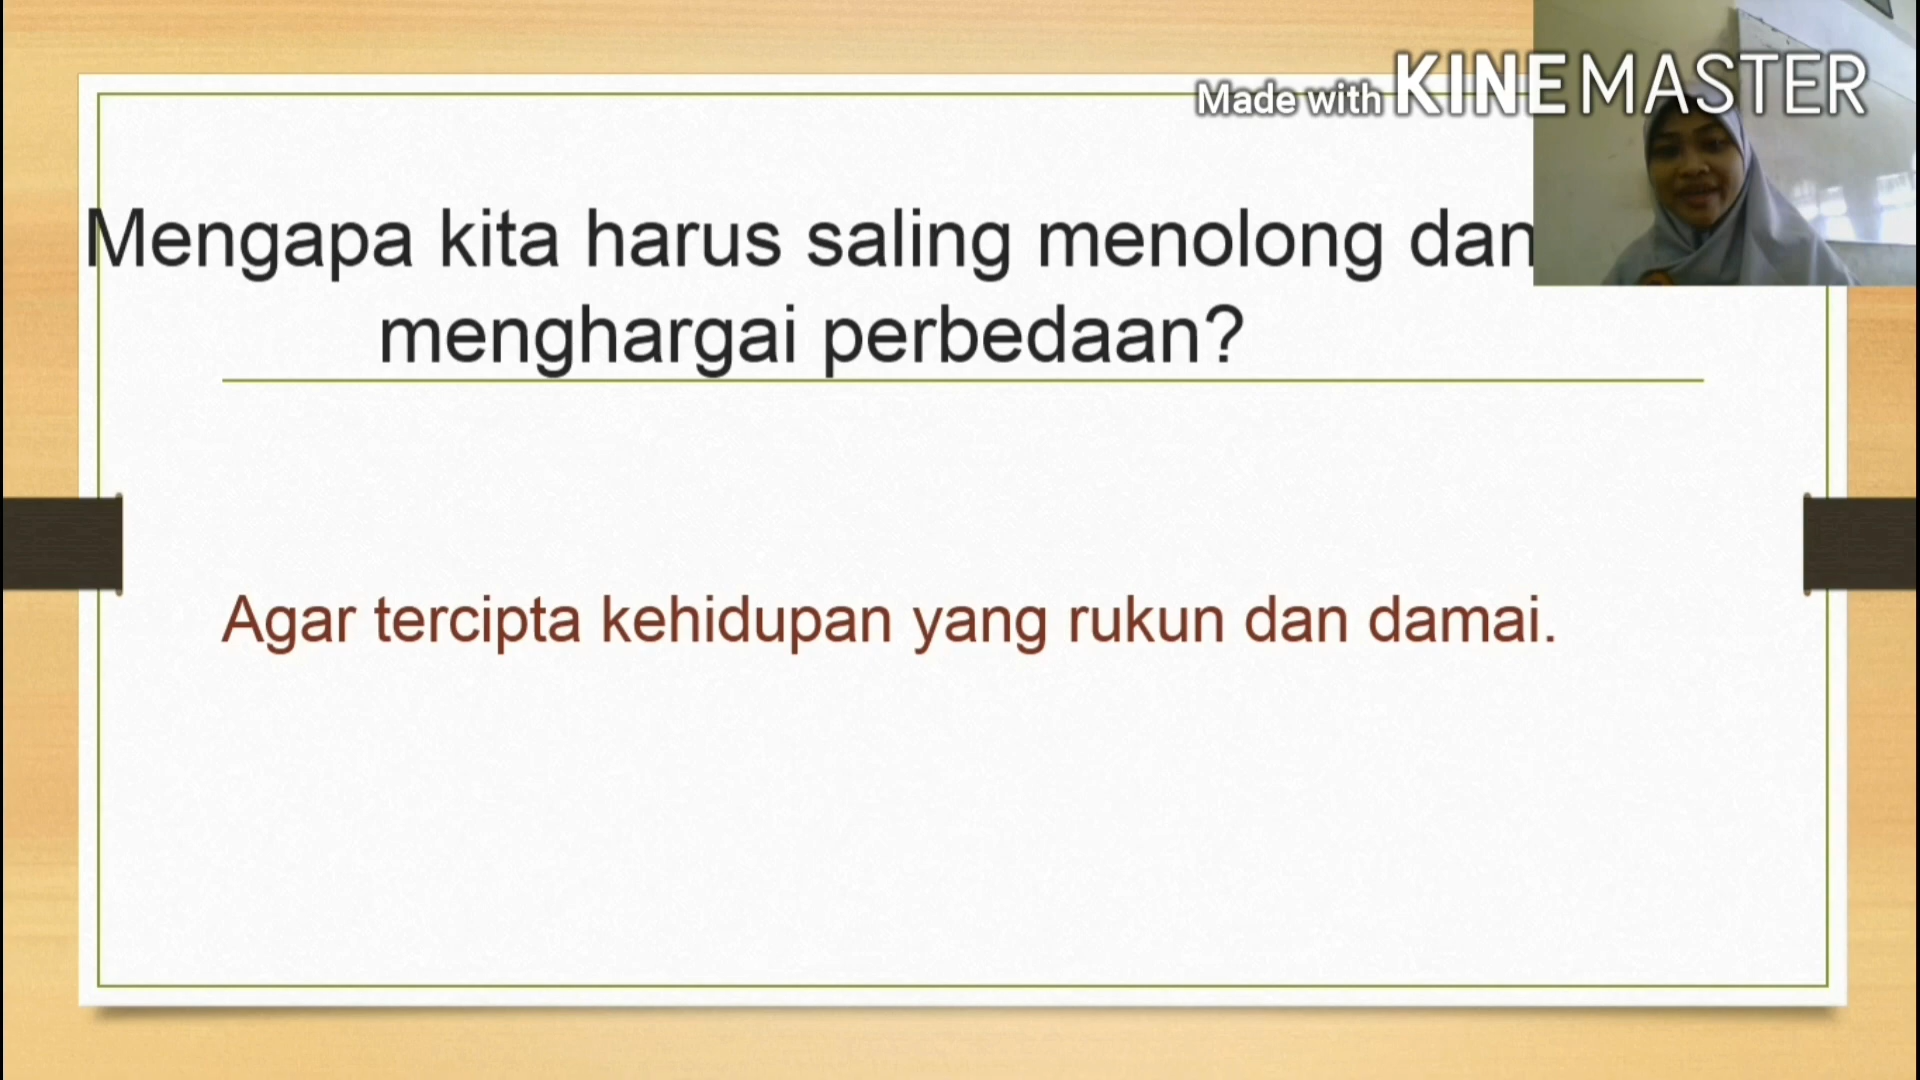 Made with KINEMASTER
Mengapa kita harus saling menolong dan
menghargai perbedaan?
Agar tercipta kehidupan yang rukun dan damai.